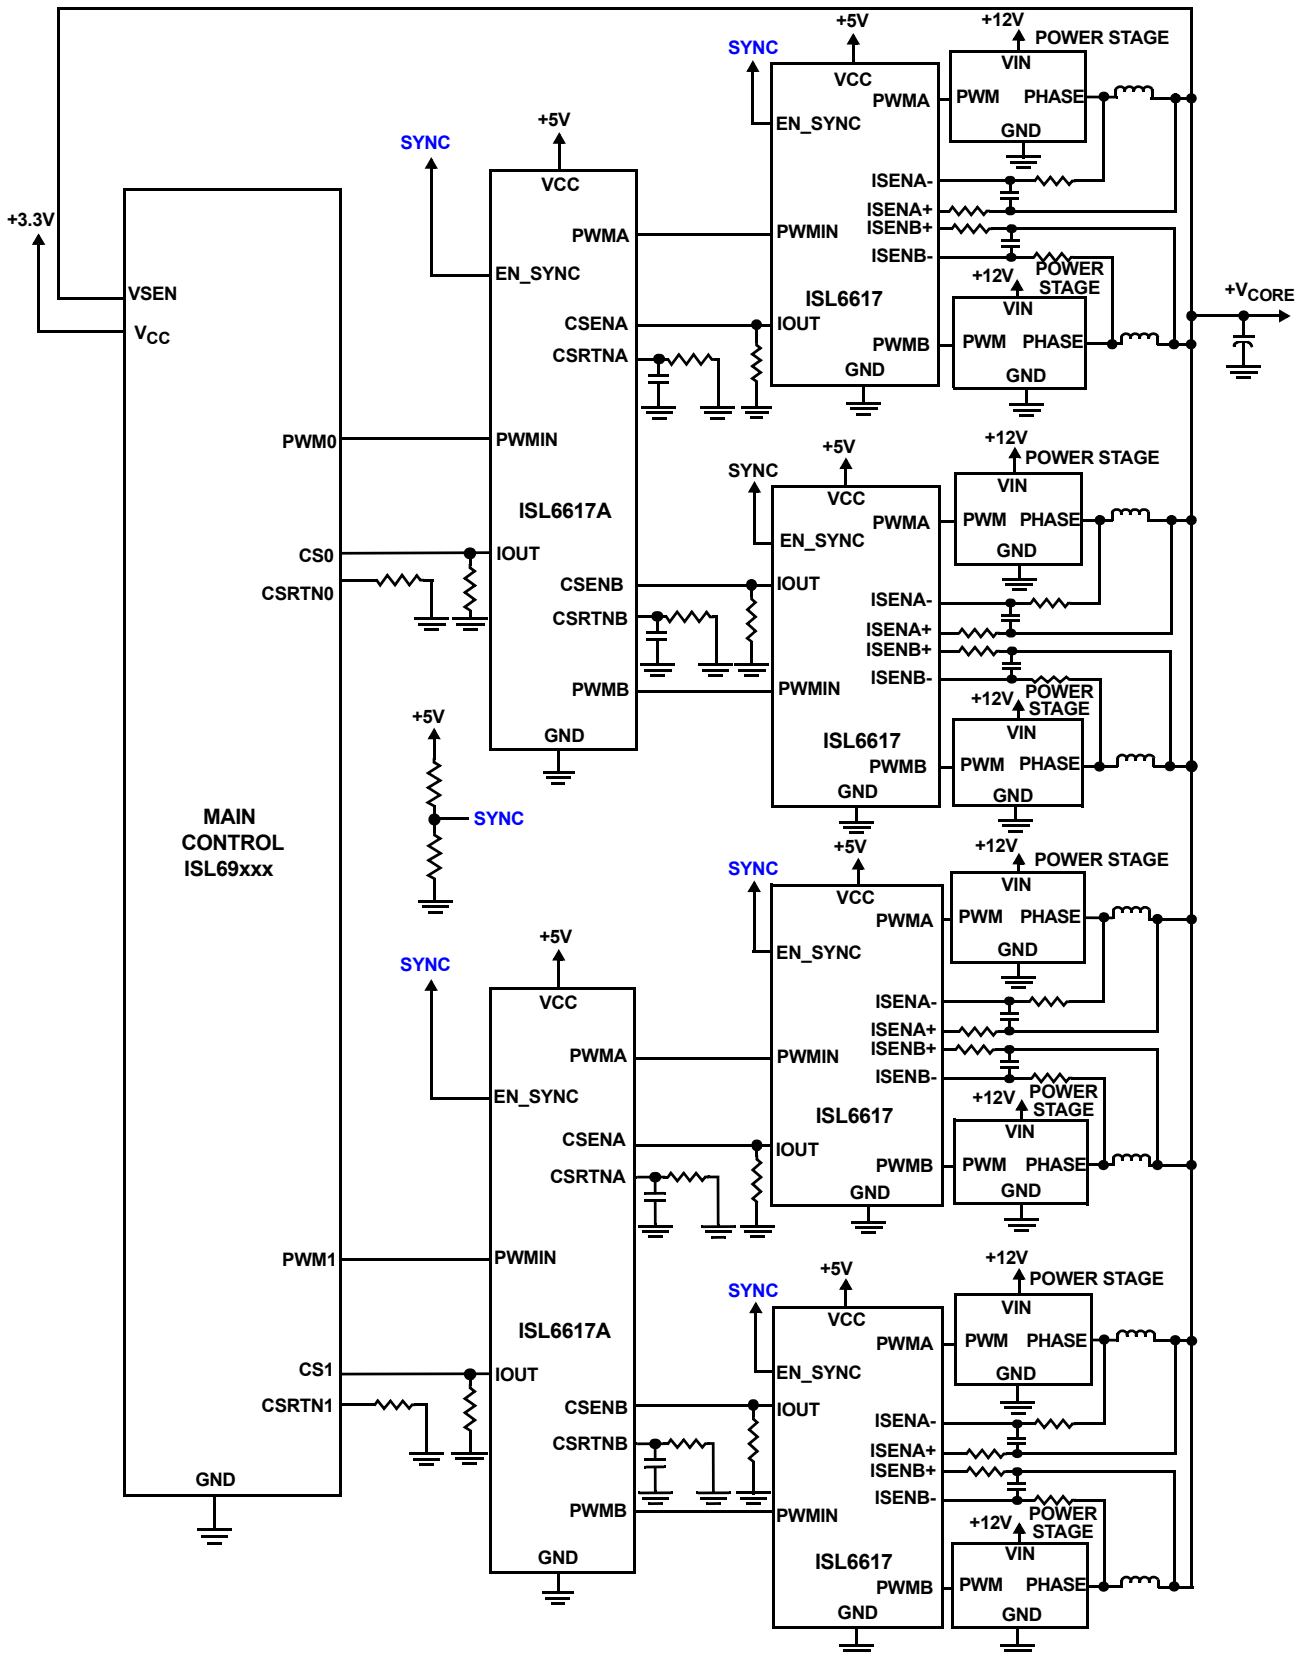 +3.3V
VSEN
VCC
PWM0
CS0
CSRTN0
MAIN
CONTROL
ISL69xxx
PWM1
CS1
CSRTN1
GND
+5V
SYNC
SYNC
+5V
VCC
PWMA
EN_SYNC
CSENA
CSRTNA
PWMIN
ISL6617A
IOUT
CSENB
CSRTNB
PWMB
GND
SYNC
+5V
VCC
PWMA
EN_SYNC
CSENA
CSRTNA
PWMIN
ISL6617A
IOUT
CSENB
CSRTNB
PWMB
GND
SYNC
+5V
VCC
PWMA
EN_SYNC
ISENA-
ISENA+
ISENB+
PWMIN
ISENB-
ISL6617
IOUT
PWMB
GND
+12V
POWER STAGE
VIN
PWM PHASE
GND
+12V
POWER
STAGE
VIN
PWM PHASE
GND
+VCORE
SYNC
+5V
VCC
PWMA
EN_SYNC
IOUT
ISENA-
ISENA+
ISENB+
ISENB-
PWMIN
ISL6617
PWMB
GND
+12V
POWER STAGE
VIN
PWM PHASE
GND
+12V
POWER
STAGE
VIN
PWM PHASE
GND
SYNC
+5V
VCC
PWMA
EN_SYNC
ISENA-
ISENA+
ISENB+
PWMIN
ISENB-
ISL6617
IOUT
PWMB
GND
+12V
POWER STAGE
VIN
PWM PHASE
GND
+12V
POWER
STAGE
VIN
PWM PHASE
GND
SYNC
+5V
VCC
PWMA
EN_SYNC
IOUT
ISENA-
ISENA+
ISENB+
ISENB-
PWMIN
ISL6617
PWMB
GND
+12V
POWER STAGE
VIN
PWM PHASE
GND
+12V
POWER
STAGE
VIN
PWM PHASE
GND